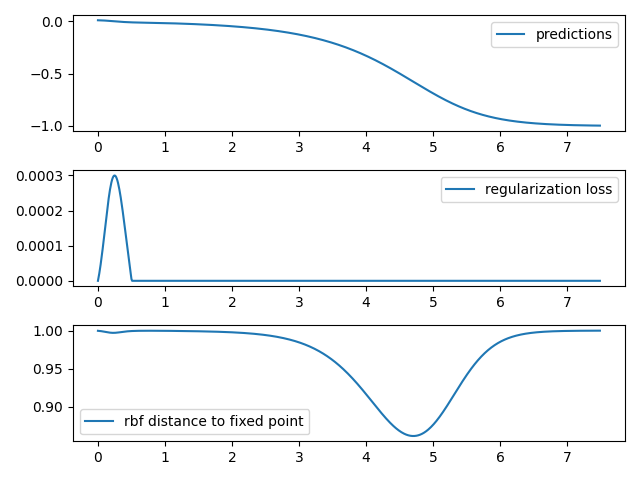 0.0
−0.5
−1.0
predictions
0 1 2 3 4 5 6 7
0.0003
0.0002
0.0001
0.0000
regularization loss
0 1 2 3 4 5 6 7
1.00
0.95
0.90
rbf distance to fixed point
0 1 2 3 4 5 6 7